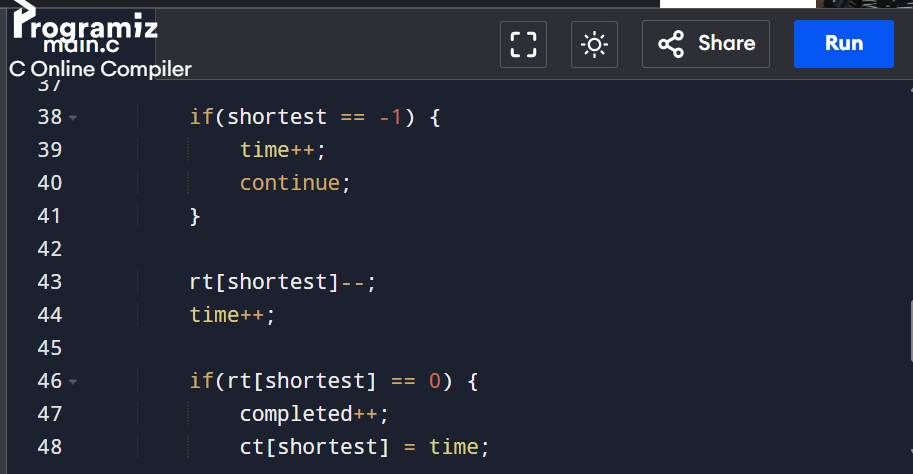 Programiz
main.c
C Online Compiler
Share
Run
37
38 if(shortest == -1) {
39 time++;
40 continue;
41 }
42
43 rt[shortest]--;
44 time++;
45
46 if(rt[shortest] == 0) {
47 completed++;
48 ct[shortest] = time;